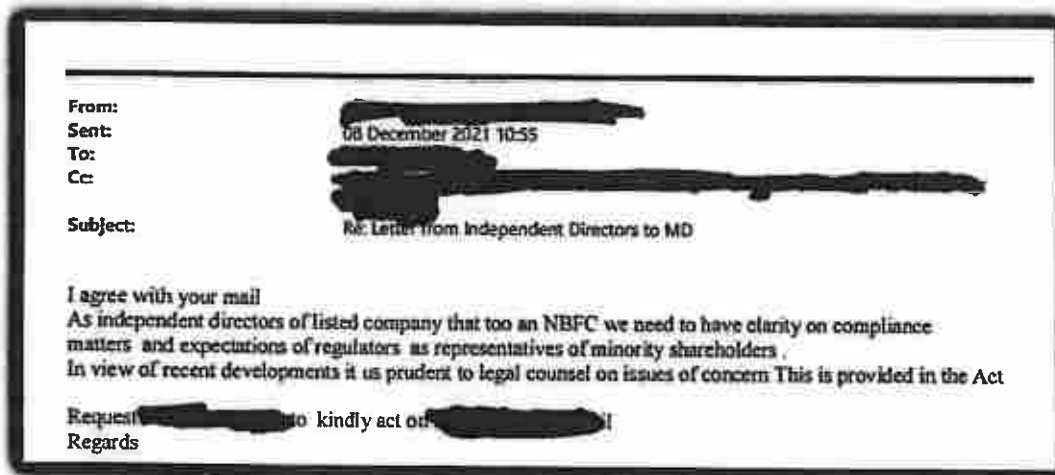 From:
Sent: 08 December 2021 10:55
To:
Cc:
Subject: Re: Letter from Independent Directors to MD
I agree with your mail
As independent directors of listed company that too an NBFC we need to have clarity on compliance
matters and expectations of regulators as representatives of minority shareholders .
In view of recent developments it us prudent to legal counsel on issues of concern This is provided in the Act
Request to kindly act on
Regards